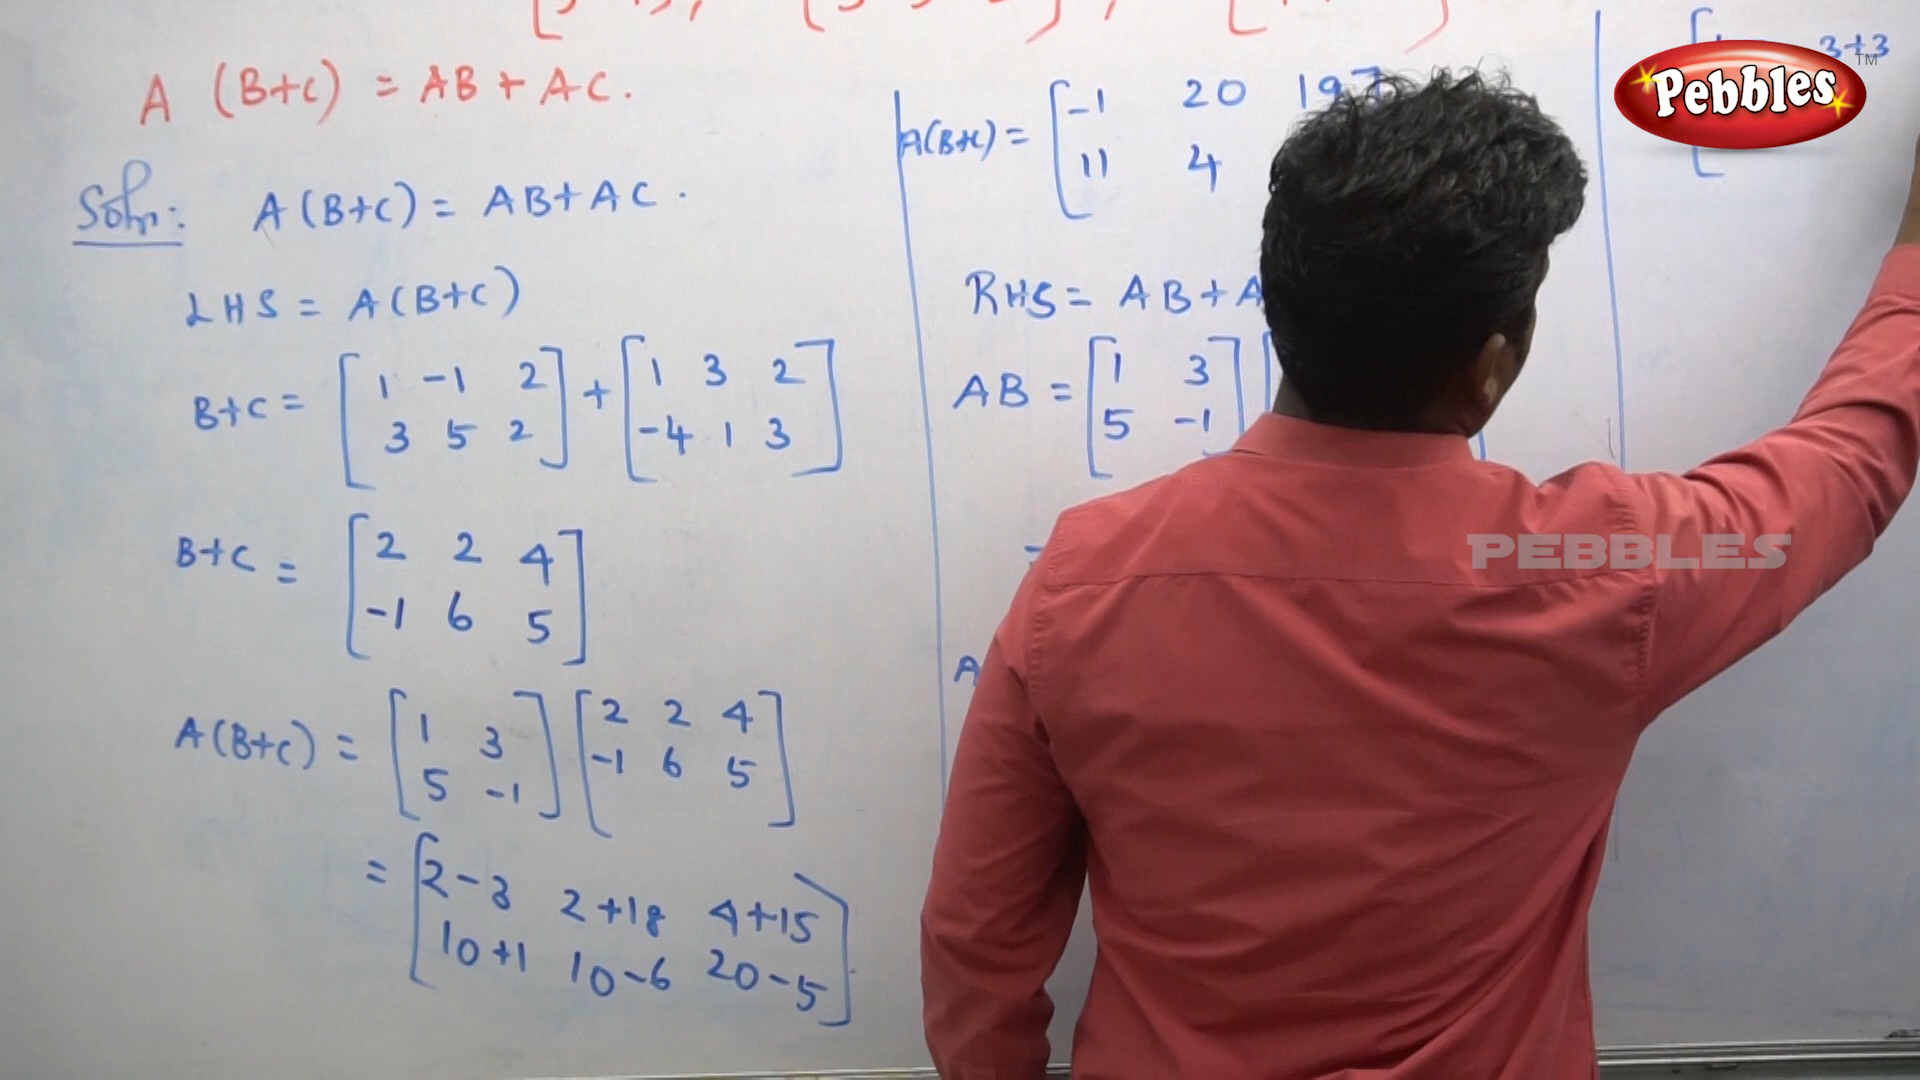 A (B+C) = AB + AC.
Soln: A(B+C) = AB+AC.
LHS = A(B+C)
B+C = [ 1 -1 2 ] + [ 1 3 2 ]
3 5 2 -4 1 3
B+C = [ 2 2 4 ]
-1 6 5
A(B+C) = [ 1 3 ] [ 2 2 4 ]
5 -1 -1 6 5
= [ 2-3 2+18 4+15 ]
10+1 10-6 20-5 ]
A(B+C) = [ -1 20 19 ]
11 4
RHS = AB+A
AB = [ 1 3 ] [
5 -1
A
3+3
Pebbles TM
PEBBLES